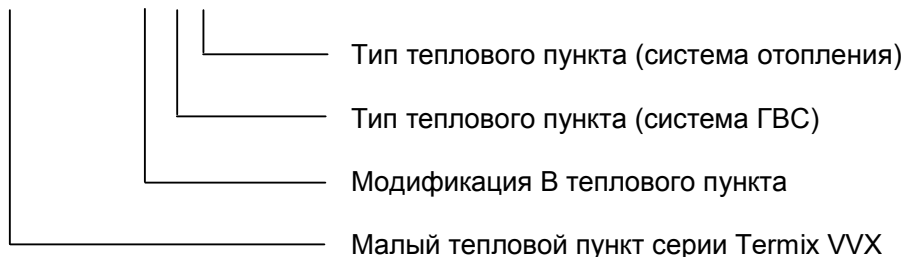 Тип теплового пункта (система отопления)
Тип теплового пункта (система ГВС)
Модификация B теплового пункта
Малый тепловой пункт серии Termix VVX